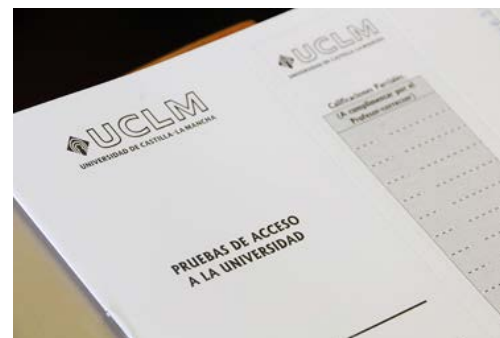 UCLM
UNIVERSIDAD DE CASTILLA-LA MANCHA
PRUEBAS DE ACCESO
A LA UNIVERSIDAD
UCLM
UNIVERSIDAD DE CASTILLA-LA MANCHA
Calificaciones Parciales
(A cumplimentar por el
Profesor-corrector)